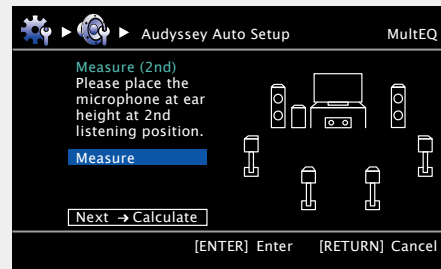 Audyssey Auto Setup MultEQ
Measure (2nd)
Please place the
microphone at ear
height at 2nd
listening position.
Measure
Next → Calculate
[ENTER] Enter [RETURN] Cancel